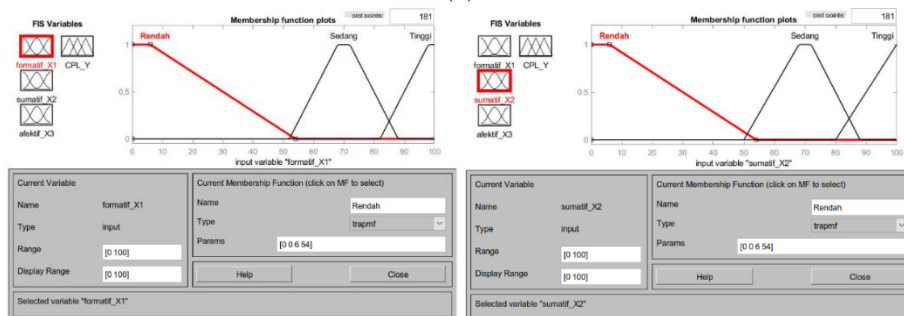 FIS Variables
Membership function plots
plot points:
181
Rendah
Sedang
Tinggi
1
0.5
0
formatif_X1
CPL_Y
sumatif_X2
afektif_X3
0 10 20 30 40 50 60 70 80 90 100
input variable "formatif_X1"
Current Variable
Name formatif_X1
Type input
Range [0 100]
Display Range [0 100]
Current Membership Function (click on MF to select)
Name Rendah
Type trapmf
Params [0 0 6 54]
Help Close
Selected variable "formatif_X1"
FIS Variables
Membership function plots
plot points:
181
Rendah
Sedang
Tinggi
1
0.5
0
formatif_X1
CPL_Y
sumatif_X2
afektif_X3
0 10 20 30 40 50 60 70 80 90 100
input variable "sumatif_X2"
Current Variable
Name sumatif_X2
Type input
Range [0 100]
Display Range [0 100]
Current Membership Function (click on MF to select)
Name Rendah
Type trapmf
Params [0 0 6 54]
Help Close
Selected variable "sumatif_X2"